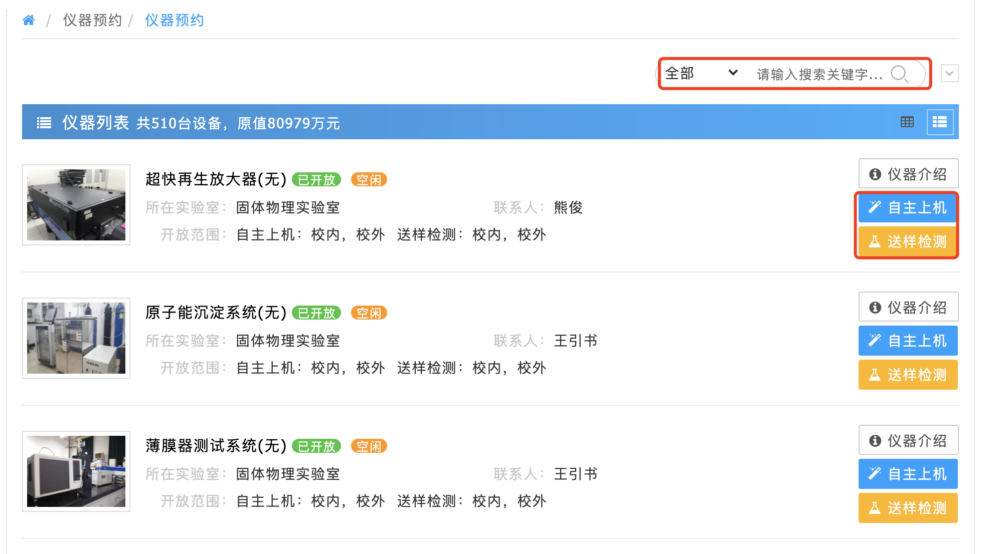 / 仪器预约 / 仪器预约
全部 请输入搜索关键字...
仪器列表 共510台设备，原值80979万元
超快再生放大器(无) 已开放 空闲
仪器介绍
所在实验室： 固体物理实验室 联系人： 熊俊
自主上机
开放范围： 自主上机：校内，校外 送样检测：校内，校外
送样检测
Legend Elite
原子能沉淀系统(无) 已开放 空闲
仪器介绍
所在实验室： 固体物理实验室 联系人： 王引书
自主上机
开放范围： 自主上机：校内，校外 送样检测：校内，校外
送样检测
薄膜器测试系统(无) 已开放 空闲
仪器介绍
所在实验室： 固体物理实验室 联系人： 王引书
自主上机
开放范围： 自主上机：校内，校外 送样检测：校内，校外
送样检测